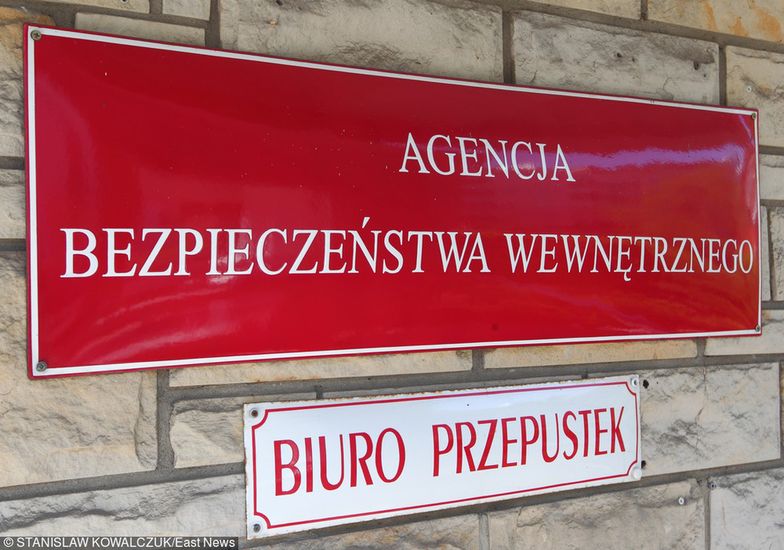 AGENCJA
BEZPIECZEŃSTWA WEWNĘTRZNEGO
BIURO PRZEPUSTEK
© STANISLAW KOWALCZUK/East News